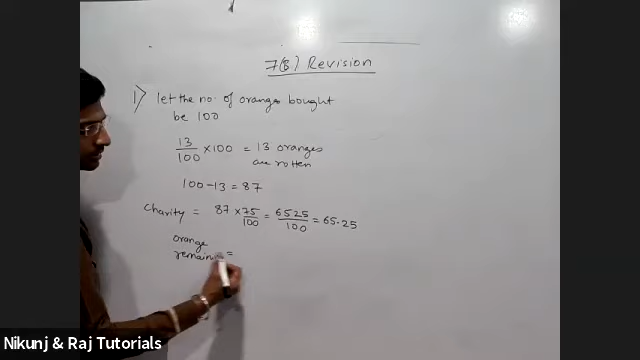 7(B) Revision
1) let the no. of oranges bought
be 100
13/100 × 100 = 13 oranges
are rotten
100 - 13 = 87
Charity = 87 × 75/100 = 6525/100 = 65.25
orange
remaining =
Nikunj & Raj Tutorials